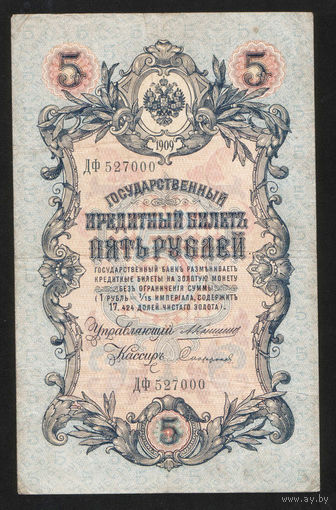 5 5
1909
ДФ 527000
ГОСУДАРСТВЕННЫЙ
КРЕДИТНЫЙ БИЛЕТЪ
ПЯТЬ РУБЛЕЙ
ГОСУДАРСТВЕННЫЙ БАНКЪ РАЗМѢНИВАЕТЪ
КРЕДИТНЫЕ БИЛЕТЫ НА ЗОЛОТУЮ МОНЕТУ
БЕЗЪ ОГРАНИЧЕНІЯ СУММЫ
(1 РУБЛЬ = 1/15 ИМПЕРІАЛА, СОДЕРЖИТЪ
17,424 ДОЛЕЙ ЧИСТАГО ЗОЛОТА).
Управляющій
Кассиръ
ДФ 527000
5
www.ay.by